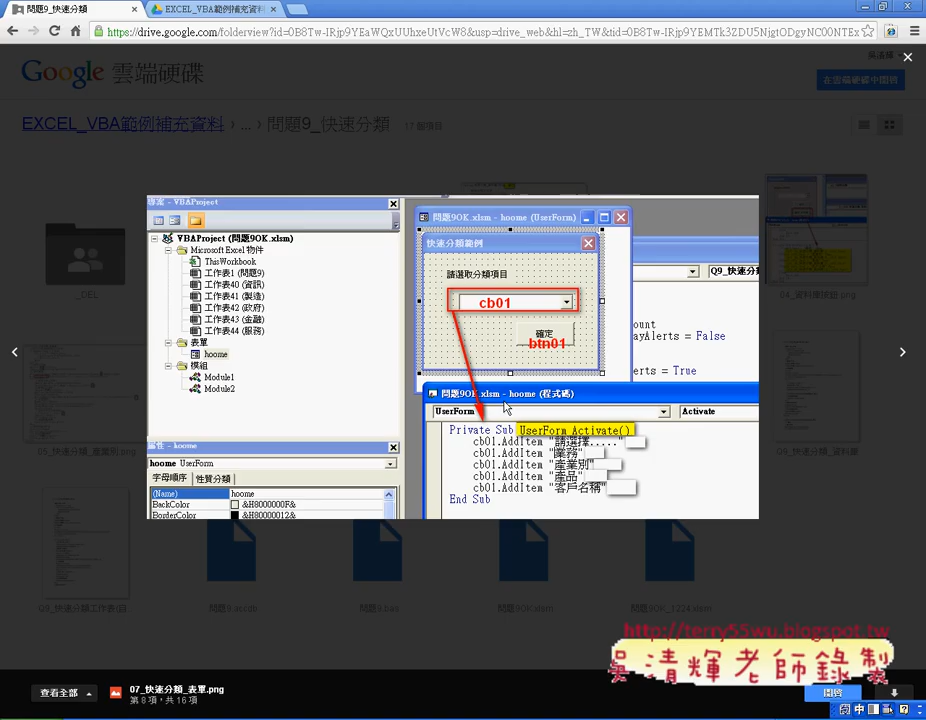 問題9_快速分類
EXCEL_VBA範例補充資料
https://drive.google.com/folderview?id=0B8Tw-IRjp9YEaWQxUUhxeUtVcW8&usp=drive_web&hl=zh_TW&tid=0B8Tw-IRjp9YEMTk3ZDU5NjgtODgyNC00NTEx
Google 雲端硬碟
在雲端硬碟中開啟
EXCEL_VBA範例補充資料 › ... › 問題9_快速分類 17 個項目
專案 - VBAProject
VBAProject (問題9OK.xlsm)
Microsoft Excel 物件
ThisWorkbook
工作表1 (問題9)
工作表40 (資訊)
工作表41 (製造)
工作表42 (政府)
工作表43 (金融)
工作表44 (服務)
表單
hoome
模組
Module1
Module2
屬性 - hoome
hoome UserForm
字母順序 性質分類
(Name) hoome
BackColor &H8000000F&
BorderColor &H80000012&
問題9OK.xlsm - hoome (UserForm)
快速分類範例
請選取分類項目
cb01
確定
btn01
Q9_快速分
ount
ayAlerts = False
erts = True
問題9OK.xlsm - hoome (程式碼)
UserForm Activate
Private Sub UserForm_Activate()
cb01.AddItem "請選擇....."
cb01.AddItem "業務"
cb01.AddItem "產業別"
cb01.AddItem "產品"
cb01.AddItem "客戶名稱"
End Sub
_CEL
04_資料庫按鈕.png
05_快速分類_產業別.png
Q9_快速分類_資料庫
Q9_快速分類工作表(目
問題9.accdb
問題9.bas
問題9OK.xlsm
問題9OK_1224.xlsm
http://terry55wu.blogspot.tw
吳清輝老師錄製
查看全部
07_快速分類_表單.png
第 8 項，共 16 項
開啟
中